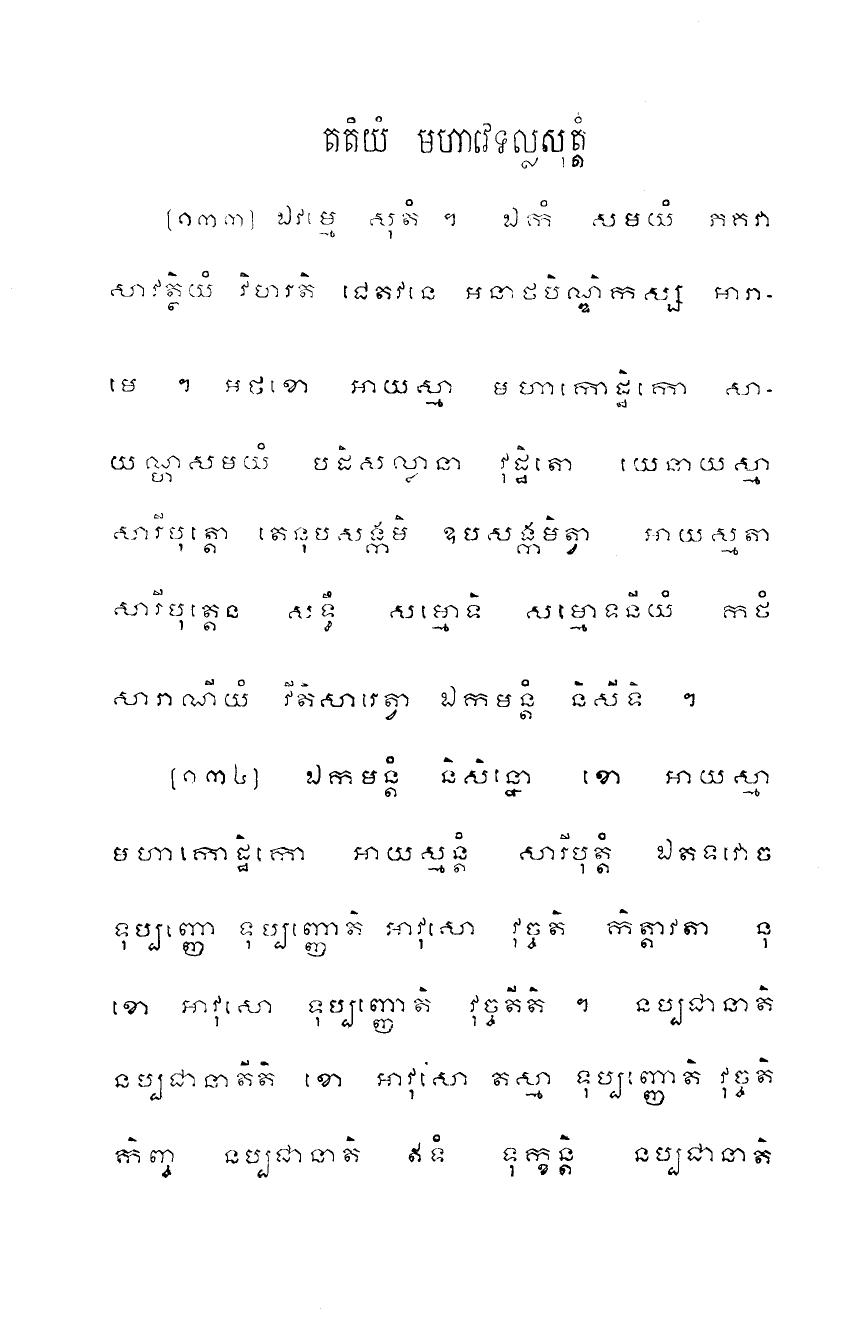 តតិយំ មហាវេទល្លសុត្តំ
[១៣៣] ឯវម្មេ សុតំ ។ ឯកំ សមយំ ភគវា
សាវត្ថិយំ វិហរតិ ជេតវនេ អនាថបិណ្ឌិកស្ស អារា-
មេ ។ អថខោ អាយស្មា មហាកោដ្ឋិកោ សា-
យណ្ហសមយំ បដិសល្លានា វុដ្ឋិតោ យេនាយស្មា
សារីបុត្តោ តេនុបសង្កមិ ឧបសង្កមិត្វា អាយស្មតា
សារីបុត្តេន សទ្ធឹ សម្មោទិ សម្មោទនីយំ កថំ
សារាណីយំ វីតិសារេត្វា ឯកមន្តំ និសីទិ ។
[១៣៤] ឯកមន្តំ និសិន្នោ ខោ អាយស្មា
មហាកោដ្ឋិកោ អាយស្មន្តំ សារីបុត្តំ ឯតទវោច
ទុប្បញ្ញោ ទុប្បញ្ញោតិ អាវុសោ វុច្ចតិ កិត្តាវតា នុ
ខោ អាវុសោ ទុប្បញ្ញោតិ វុច្ចតីតិ ។ នប្បជានាតិ
នប្បជានាតីតិ ខោ អាវុសោ តស្មា ទុប្បញ្ញោតិ វុច្ចតិ
កិញ្ច នប្បជានាតិ ឥទំ ទុក្ខន្តិ នប្បជានាតិ